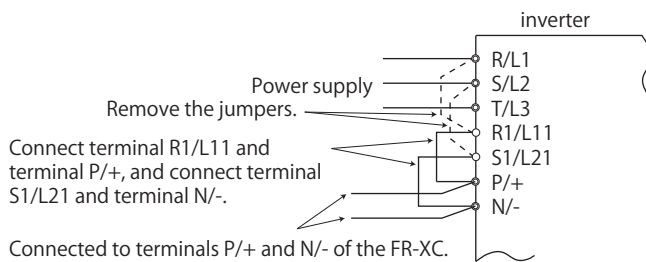 inverter
R/L1
Power supply
S/L2
Remove the jumpers.
T/L3
R1/L11
Connect terminal R1/L11 and
terminal P/+, and connect terminal
S1/L21 and terminal N/-.
S1/L21
P/+
N/-
Connected to terminals P/+ and N/- of the FR-XC.